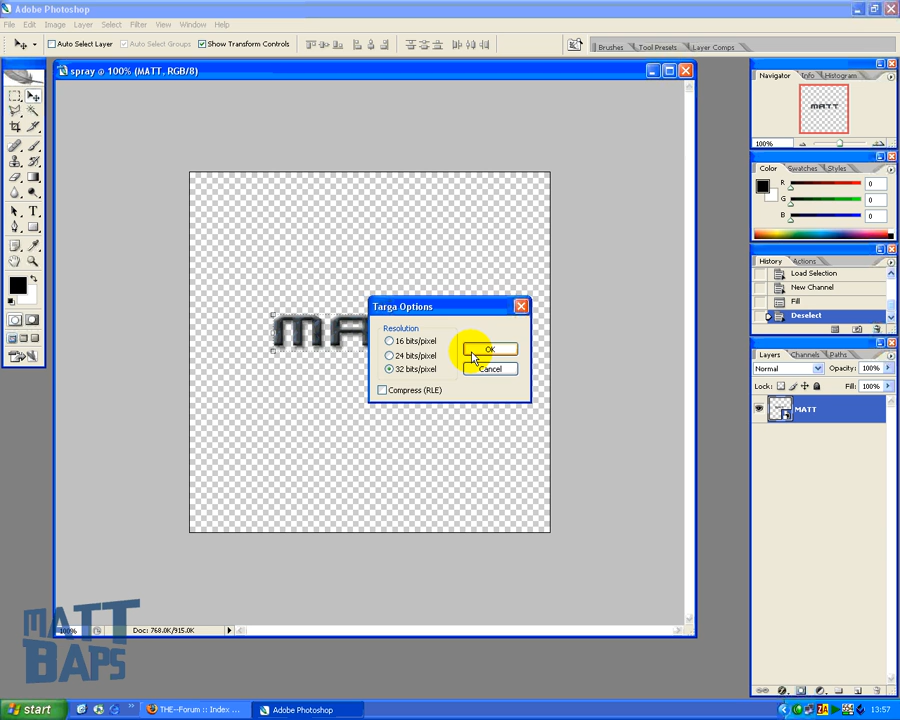 Adobe Photoshop
File Edit Image Layer Select Filter View Window Help
Auto Select Layer Auto Select Groups Show Transform Controls
Brushes Tool Presets Layer Comps
spray @ 100% (MATT, RGB/8)
Navigator Info Histogram
MATT
100%
Color Swatches Styles
R 0
G 0
B 0
History Actions
Load Selection
New Channel
Fill
Deselect
Layers Channels Paths
Normal Opacity: 100%
Lock: Fill: 100%
MATT
MA
Targa Options
Resolution
16 bits/pixel
24 bits/pixel
32 bits/pixel
Compress (RLE)
OK
Cancel
MATT
BAPS
100% Doc: 768.0K/915.0K
start
THE--Forum :: Index ...
Adobe Photoshop
13:57